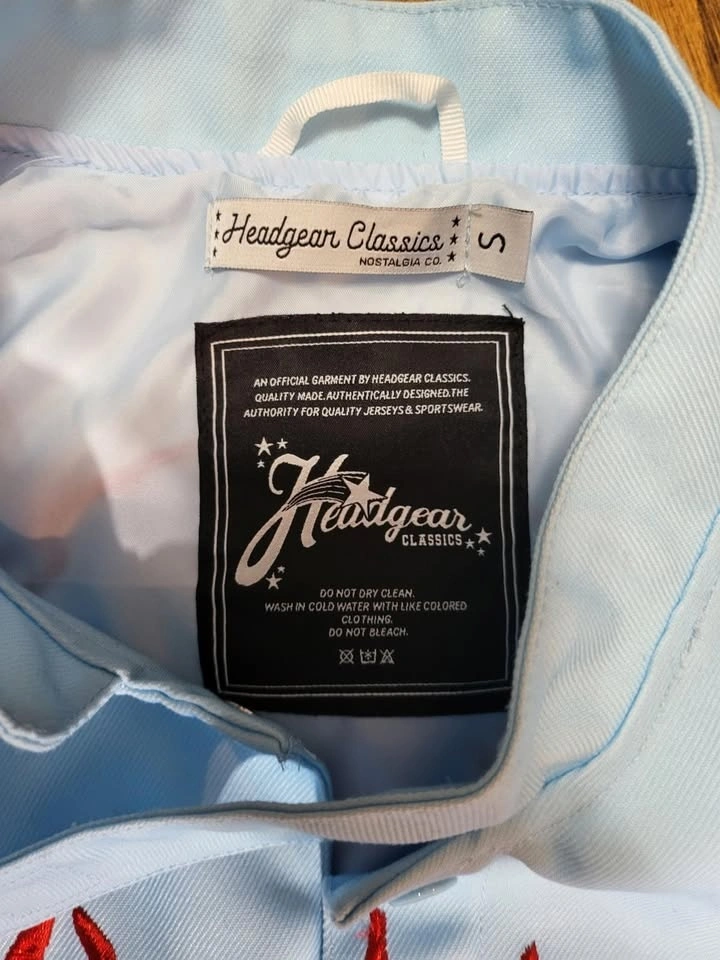 Headgear Classics
NOSTALGIA CO.
S
AN OFFICIAL GARMENT BY HEADGEAR CLASSICS.
QUALITY MADE.AUTHENTICALLY DESIGNED.THE
AUTHORITY FOR QUALITY JERSEYS & SPORTSWEAR.
Headgear
CLASSICS
DO NOT DRY CLEAN.
WASH IN COLD WATER WITH LIKE COLORED
CLOTHING.
DO NOT BLEACH.